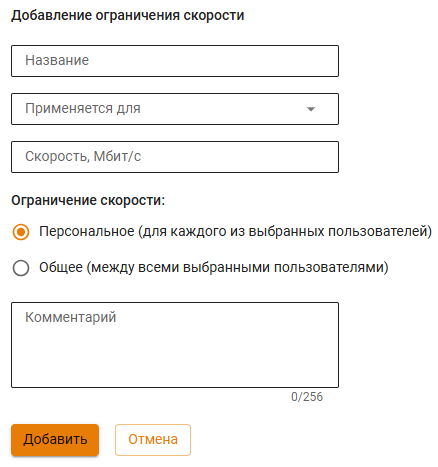 Добавление ограничения скорости
Название
Применяется для
Скорость, Мбит/с
Ограничение скорости:
Персональное (для каждого из выбранных пользователей)
Общее (между всеми выбранными пользователями)
Комментарий
0/256
Добавить Отмена